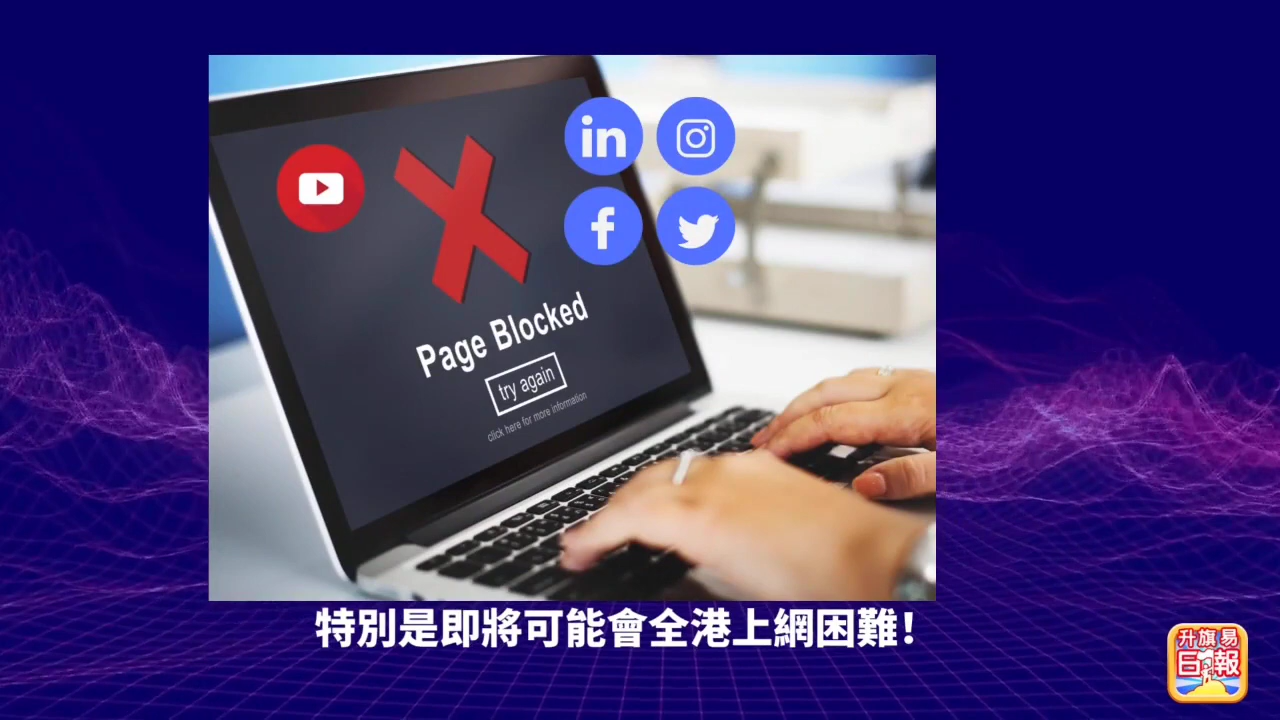 in
f
Page Blocked
try again
click here for more information
特別是即將可能會全港上網困難!
升旗易
日報